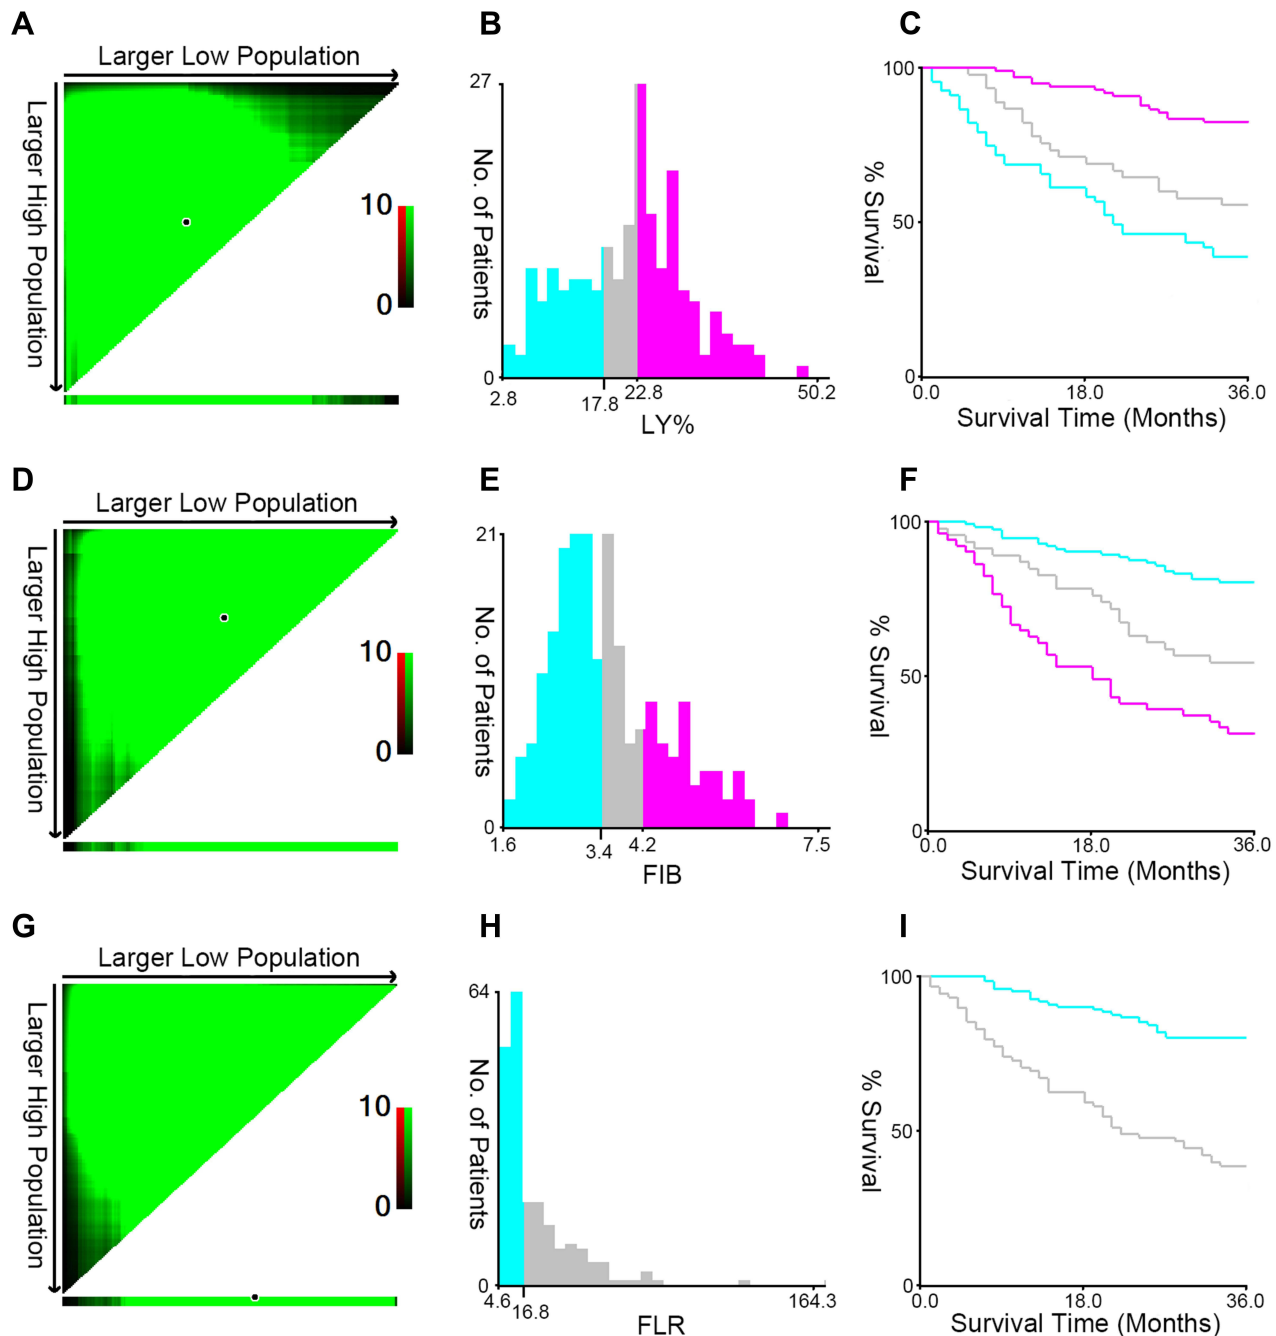 A
Larger Low Population
Larger High Population
10
0
B
27
No. of Patients
0
2.8
17.8
22.8
50.2
LY%
C
100
% Survival
50
0
0.0
18.0
36.0
Survival Time (Months)
D
Larger Low Population
Larger High Population
10
0
E
21
No. of Patients
0
1.6
3.4
4.2
7.5
FIB
F
100
% Survival
50
0
0.0
18.0
36.0
Survival Time (Months)
G
Larger Low Population
Larger High Population
10
0
H
64
No. of Patients
0
4.6
16.8
164.3
FLR
I
100
% Survival
50
0
0.0
18.0
36.0
Survival Time (Months)